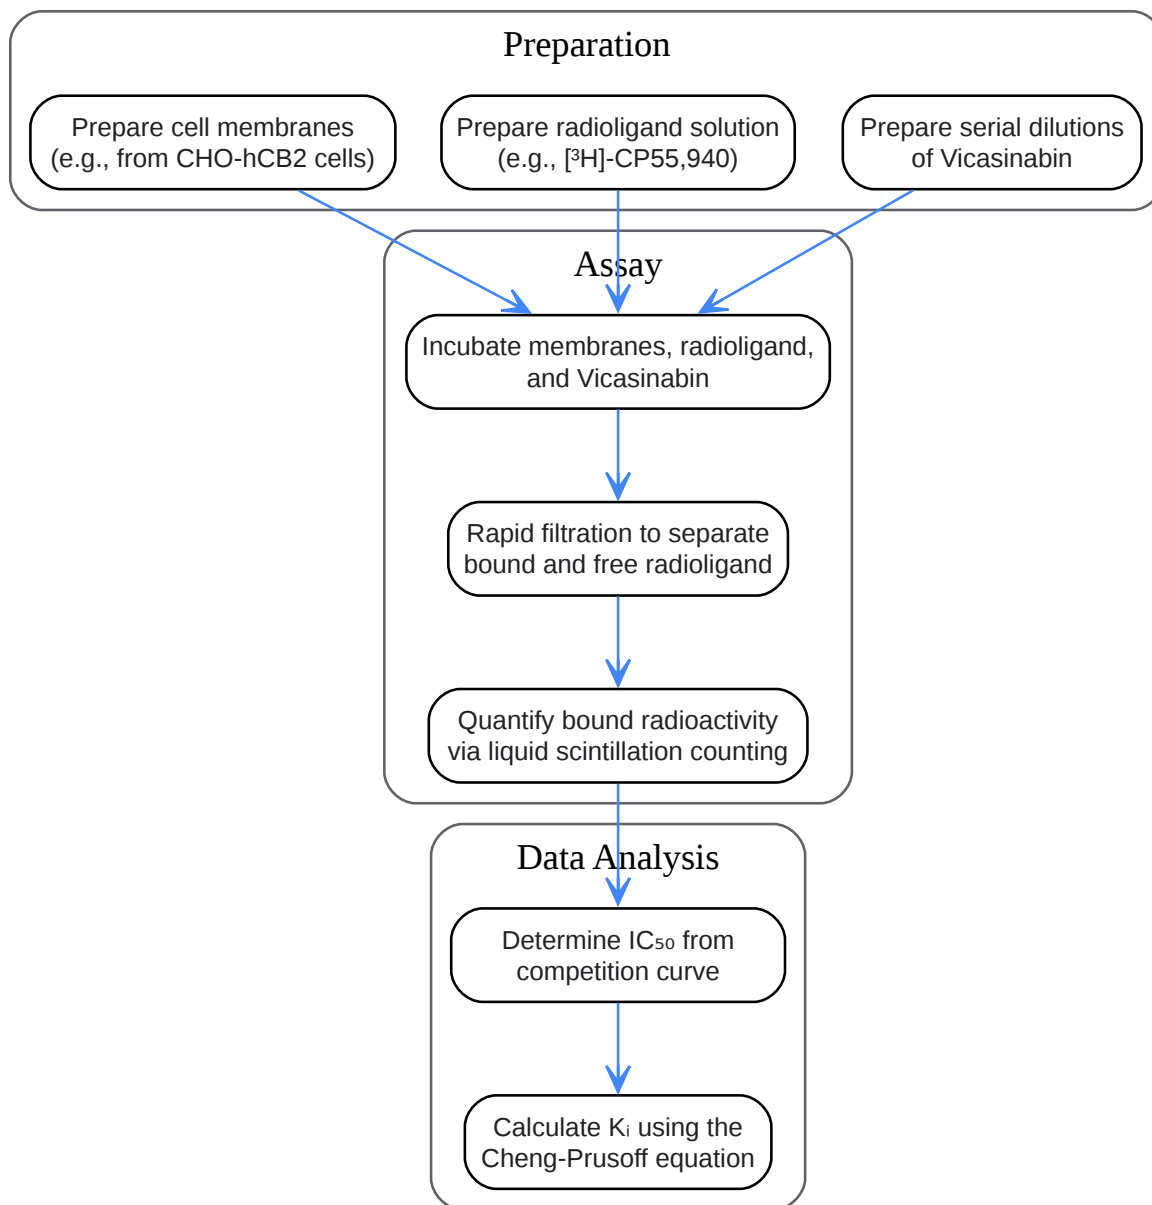 Preparation
Prepare cell membranes
(e.g., from CHO-hCB2 cells)
Prepare radioligand solution
(e.g., [³H]-CP55,940)
Prepare serial dilutions
of Vicasinabin
Assay
Incubate membranes, radioligand,
and Vicasinabin
Rapid filtration to separate
bound and free radioligand
Quantify bound radioactivity
via liquid scintillation counting
Data Analysis
Determine IC₅₀ from
competition curve
Calculate Kᵢ using the
Cheng-Prusoff equation